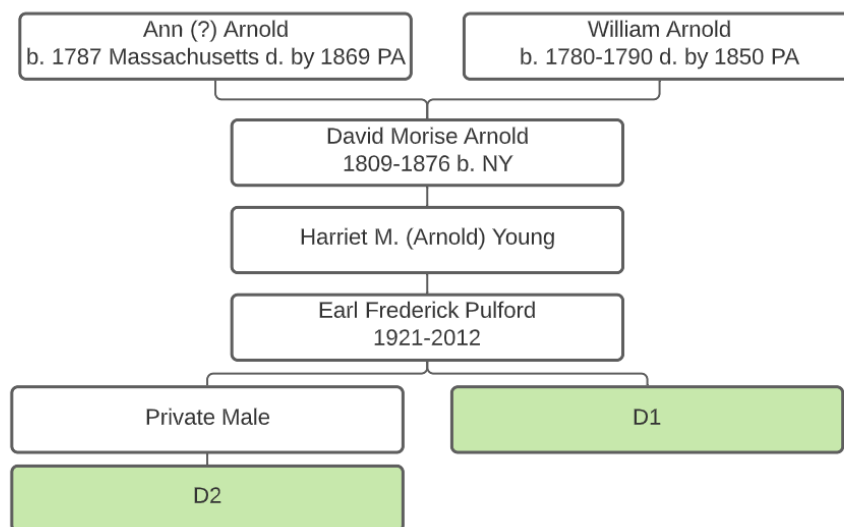 Ann (?) Arnold
b. 1787 Massachusetts d. by 1869 PA
William Arnold
b. 1780-1790 d. by 1850 PA
David Morise Arnold
1809-1876 b. NY
Harriet M. (Arnold) Young
Earl Frederick Pulford
1921-2012
Private Male
D1
D2